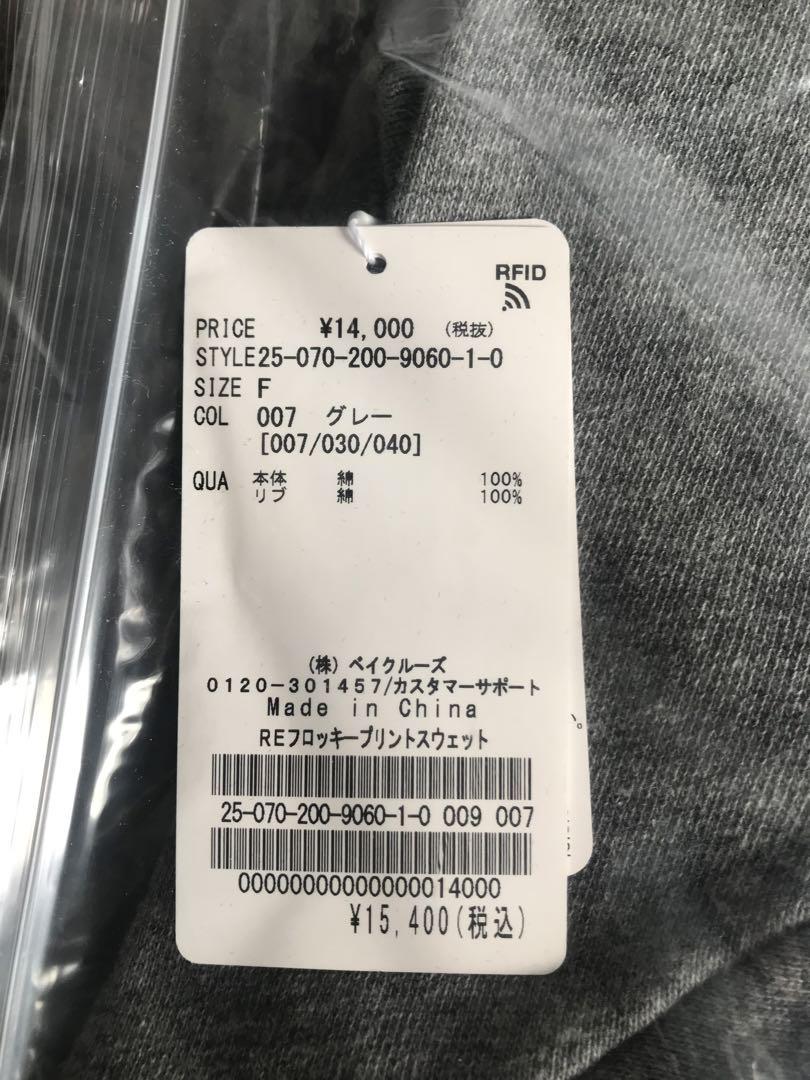 RFID
PRICE ¥14,000 (税抜)
STYLE25-070-200-9060-1-0
SIZE F
COL 007 グレー
[007/030/040]
QUA 本体 綿 100%
リブ 綿 100%
(株) ベイクルーズ
0120-301457/カスタマーサポート
Made in China
REフロッキープリントスウェット
25-070-200-9060-1-0 009 007
00000000000000014000
¥15,400(税込)